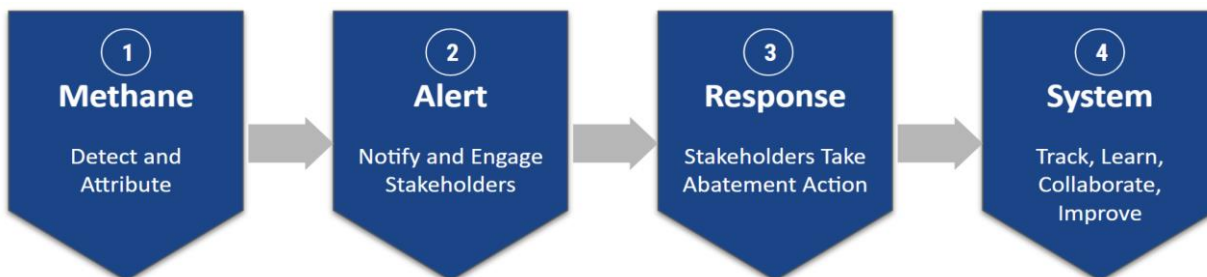 1
Methane
Detect and
Attribute
2
Alert
Notify and Engage
Stakeholders
3
Response
Stakeholders Take
Abatement Action
4
System
Track, Learn,
Collaborate,
Improve